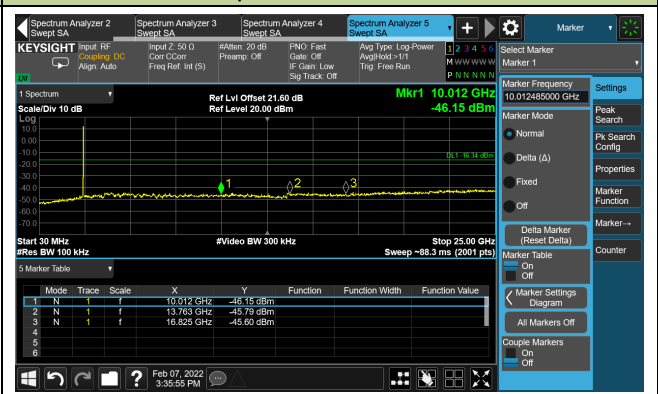 Spectrum Analyzer 2
Swept SA
Spectrum Analyzer 3
Swept SA
Spectrum Analyzer 4
Swept SA
Spectrum Analyzer 5
Swept SA
Marker
KEYSIGHT
Input: RF
Coupling: DC
Align: Auto
Input Z: 50 Ω
Corr CCorr
Freq Ref: Int (S)
#Atten: 20 dB
Preamp: Off
PNO: Fast
Gate: Off
IF Gain: Low
Sig Track: Off
Avg Type: Log-Power
Avg|Hold:>1/1
Trig: Free Run
1 2 3 4 5 6
M W W W W W
P N N N N N
LXI
Select Marker
Marker 1
1 Spectrum
Scale/Div 10 dB
Ref Lvl Offset 21.60 dB
Ref Level 20.00 dBm
Mkr1 10.012 GHz
-46.15 dBm
Log
10.0
0.00
-10.0
-20.0
-30.0
-40.0
-50.0
-60.0
-70.0
DL1 -16.34 dBm
1
2
3
Start 30 MHz
#Res BW 100 kHz
#Video BW 300 kHz
Stop 25.00 GHz
Sweep ~88.3 ms (2001 pts)
5 Marker Table
Mode Trace Scale X Y Function Function Width Function Value
1 N 1 f 10.012 GHz -46.15 dBm
2 N 1 f 13.763 GHz -45.79 dBm
3 N 1 f 16.825 GHz -45.60 dBm
4
5
6
Marker Frequency
10.012485000 GHz
Marker Mode
Normal
Delta (Δ)
Fixed
Off
Delta Marker
(Reset Delta)
Marker Table
On
Off
Marker Settings
Diagram
All Markers Off
Couple Markers
On
Off
Settings
Peak
Search
Pk Search
Config
Properties
Marker
Function
Marker→
Counter
Feb 07, 2022
3:35:55 PM